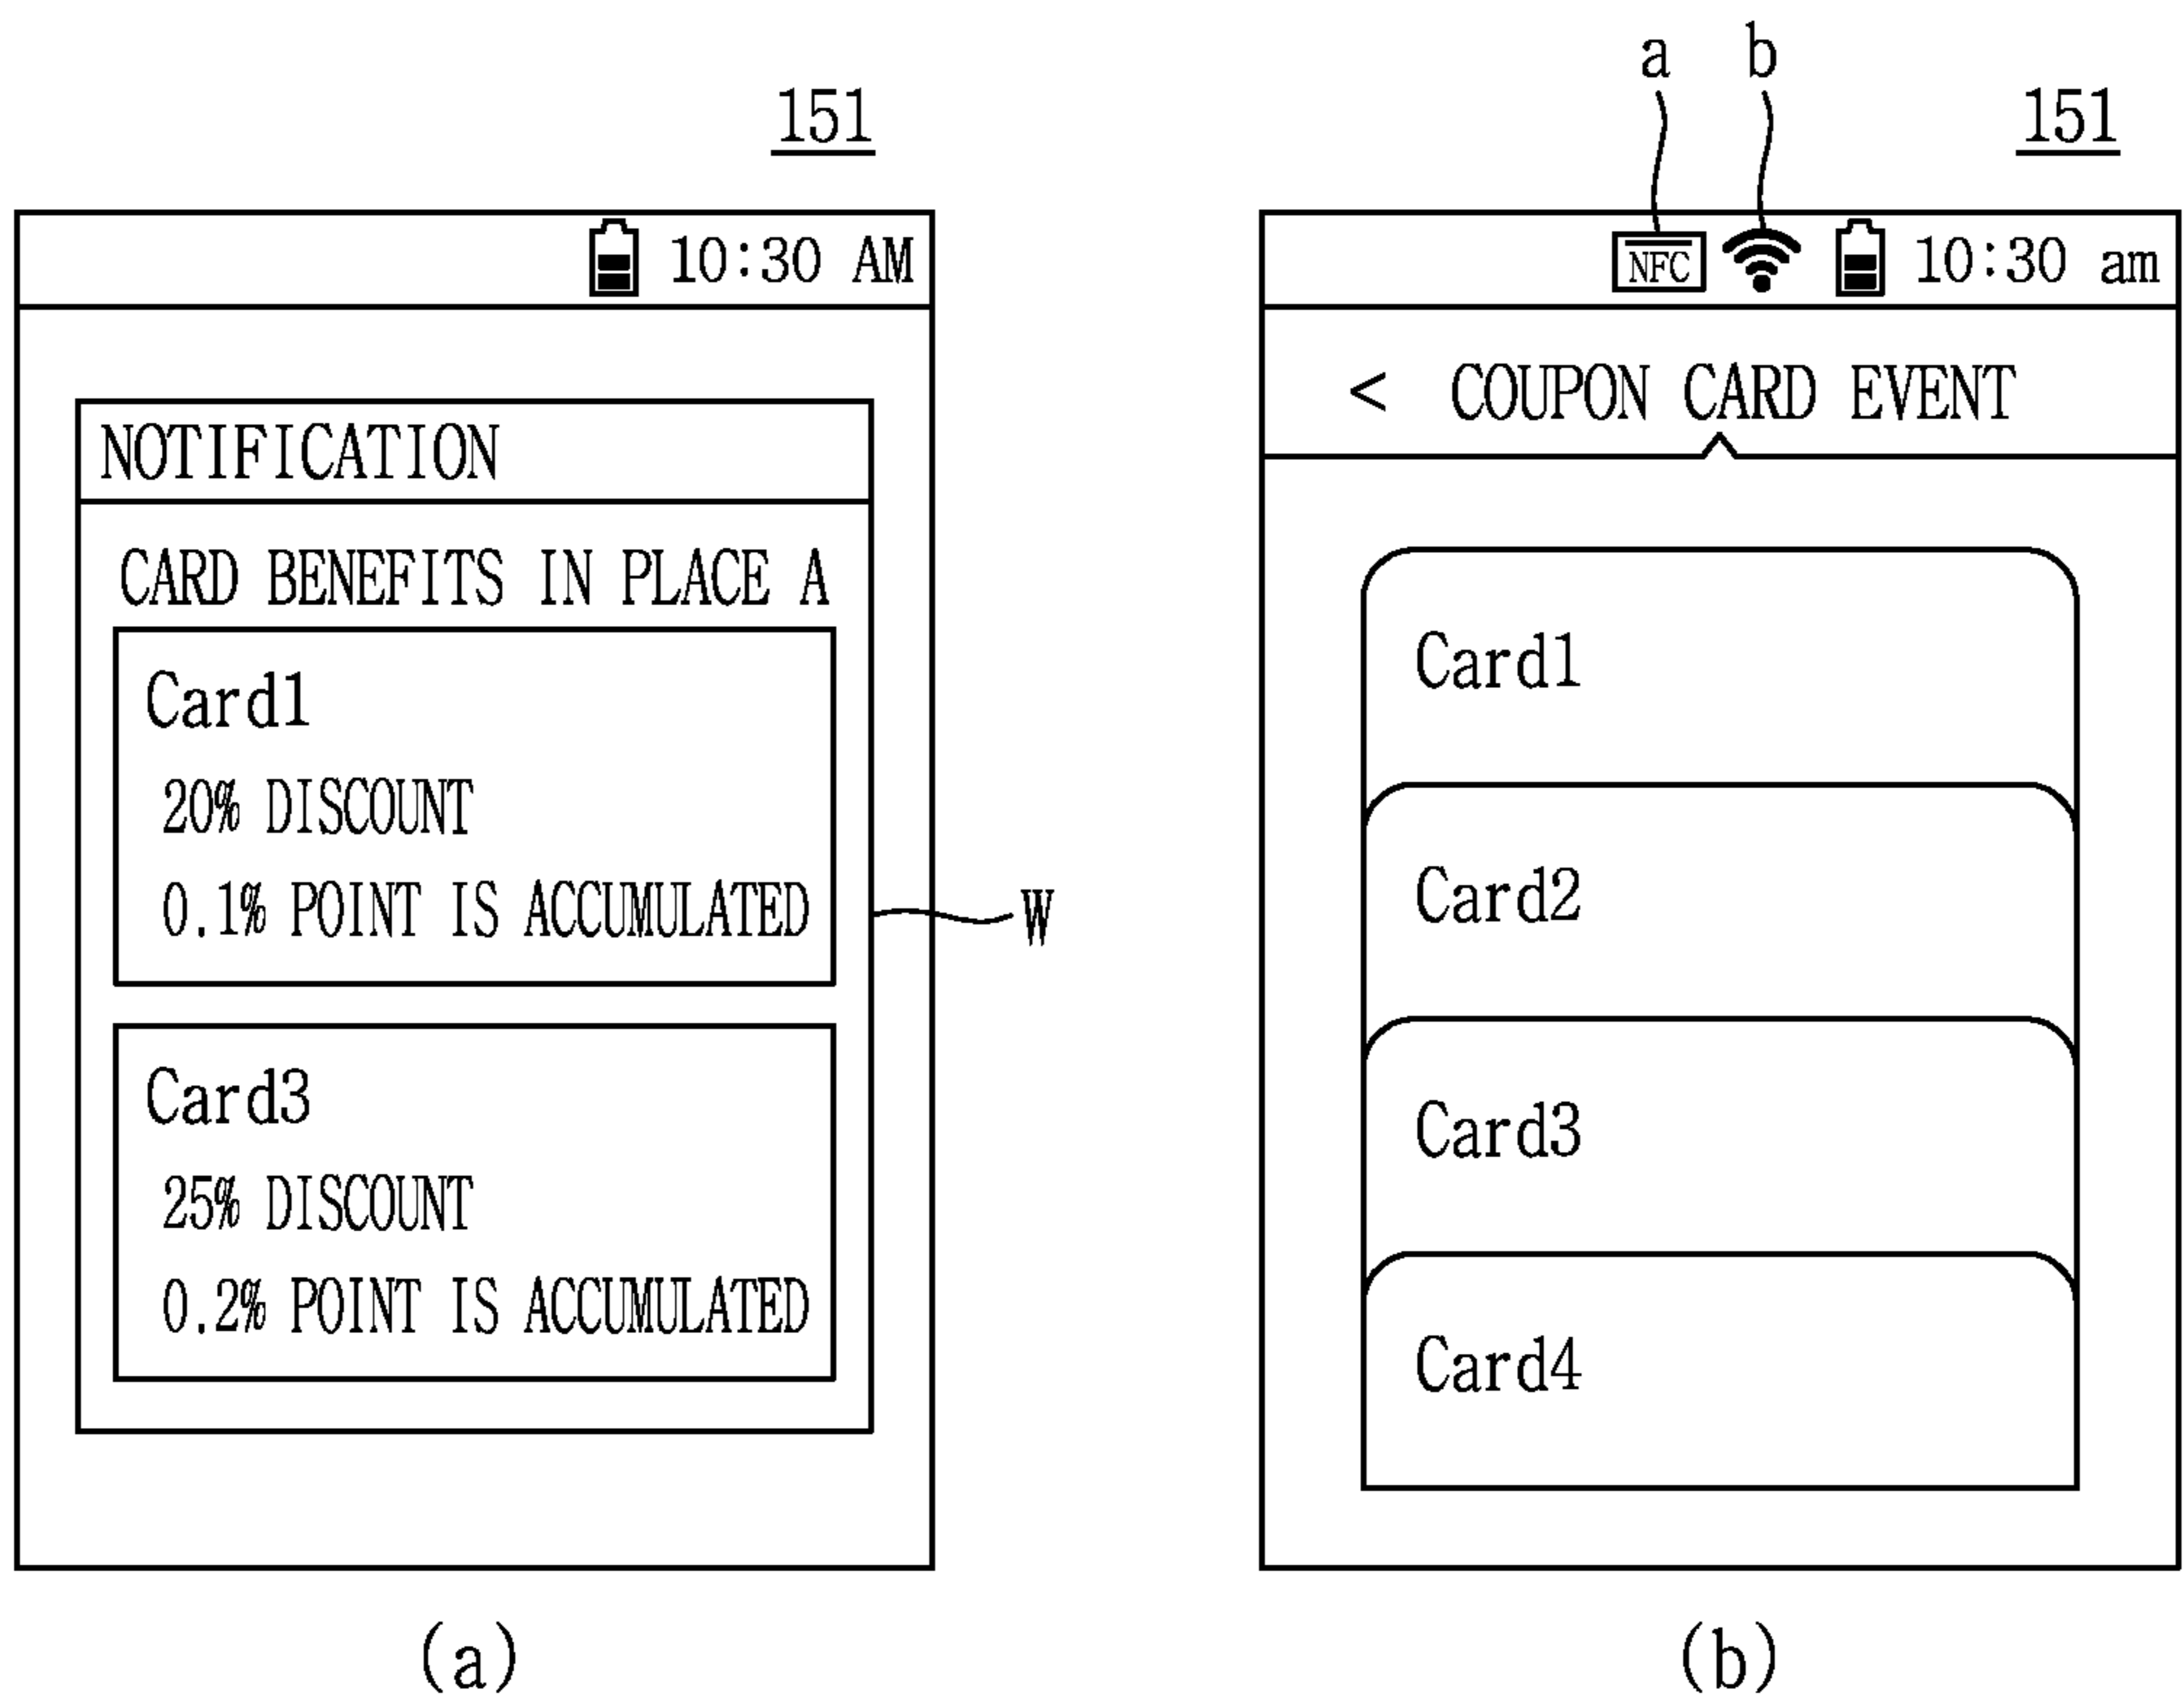 151
10:30 AM
NOTIFICATION
CARD BENEFITS IN PLACE A
Card1
20% DISCOUNT
0.1% POINT IS ACCUMULATED
W
Card3
25% DISCOUNT
0.2% POINT IS ACCUMULATED
(a)
a b
151
NFC 10:30 am
< COUPON CARD EVENT
Card1
Card2
Card3
Card4
(b)